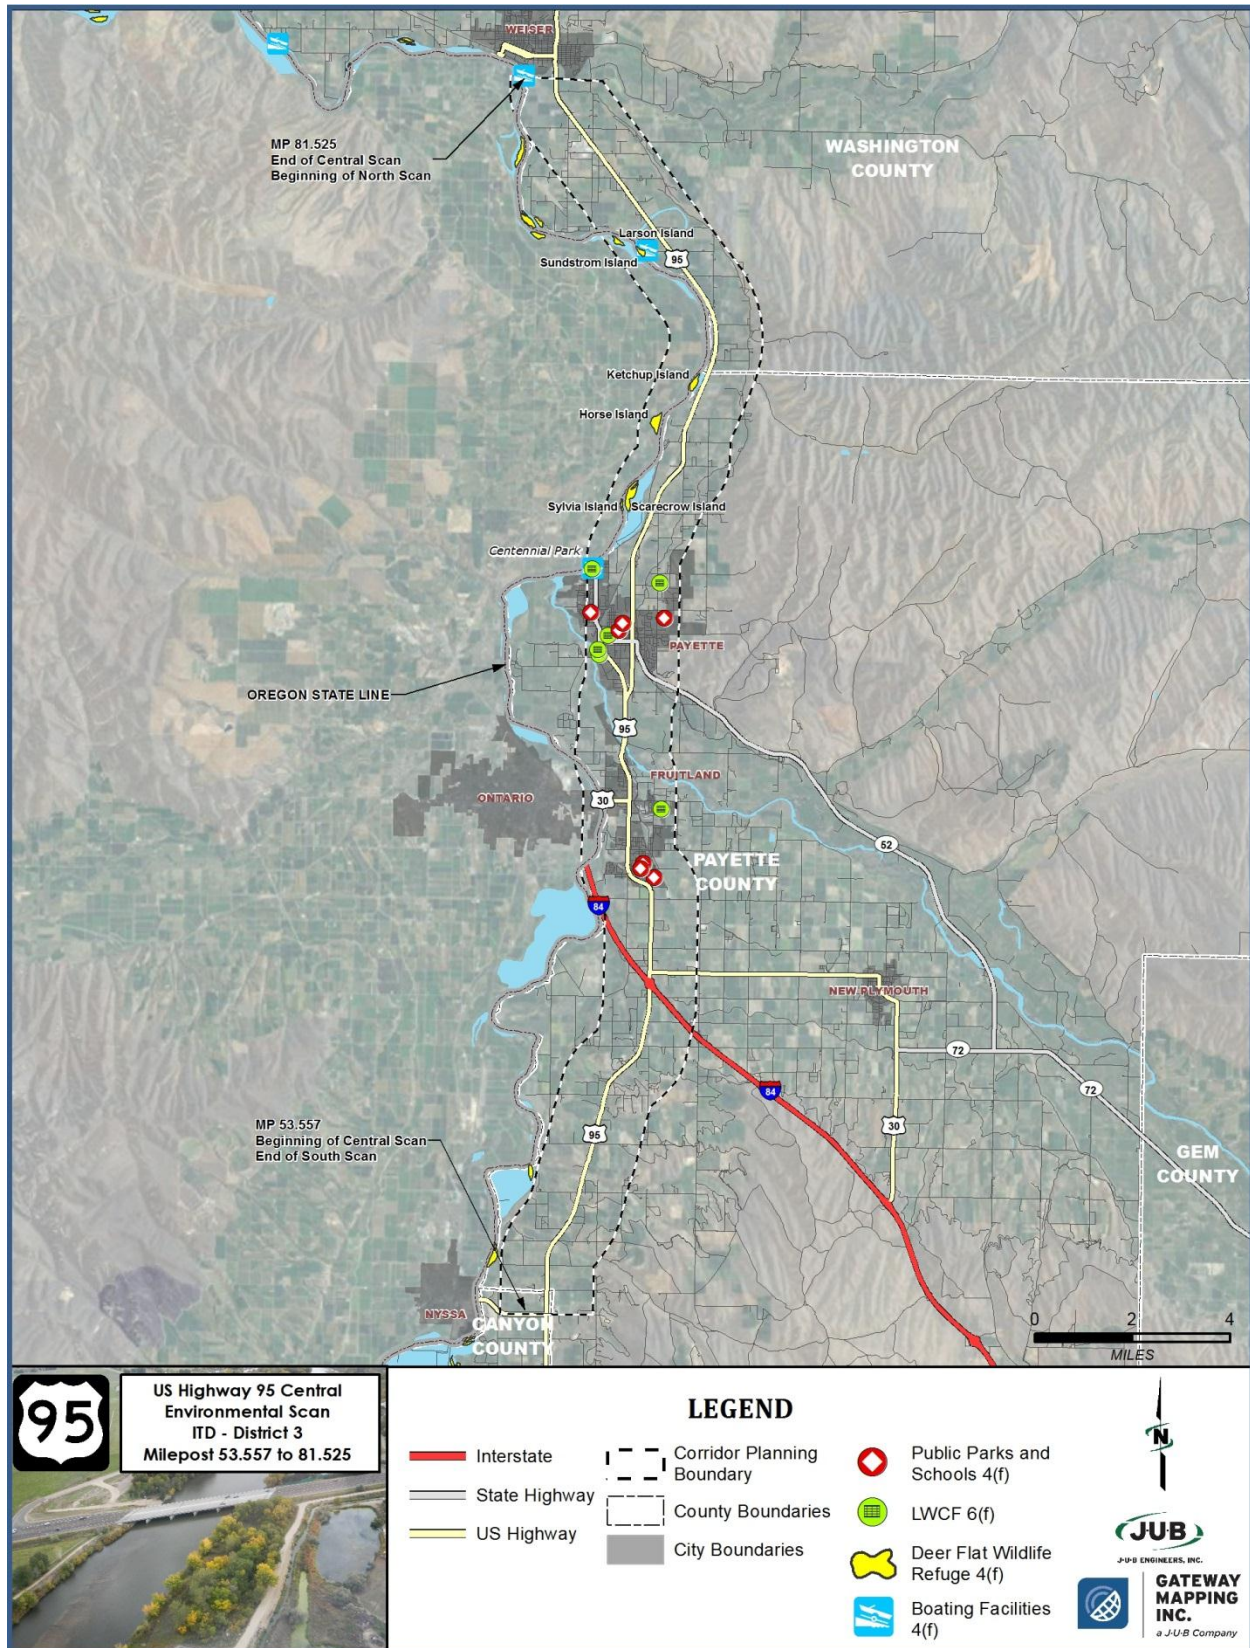 WEISER
MP 81.525
End of Central Scan
Beginning of North Scan
WASHINGTON
COUNTY
Larson Island
Sundstrom Island
95
Ketchup Island
Horse Island
Sylvia Island
Scarecrow Island
Centennial Park
PAYETTE
OREGON STATE LINE
95
FRUITLAND
ONTARIO
30
52
PAYETTE
COUNTY
84
NEW PLYMOUTH
72
72
84
30
MP 53.557
Beginning of Central Scan
End of South Scan
95
GEM
COUNTY
NYSSA
CANYON
COUNTY
0 2 4
MILES
95
US Highway 95 Central
Environmental Scan
ITD - District 3
Milepost 53.557 to 81.525
LEGEND
Interstate
State Highway
US Highway
Corridor Planning
Boundary
County Boundaries
City Boundaries
Public Parks and
Schools 4(f)
LWCF 6(f)
Deer Flat Wildlife
Refuge 4(f)
Boating Facilities
4(f)
N
J·U·B
J·U·B ENGINEERS, INC.
GATEWAY
MAPPING
INC.
a J·U·B Company